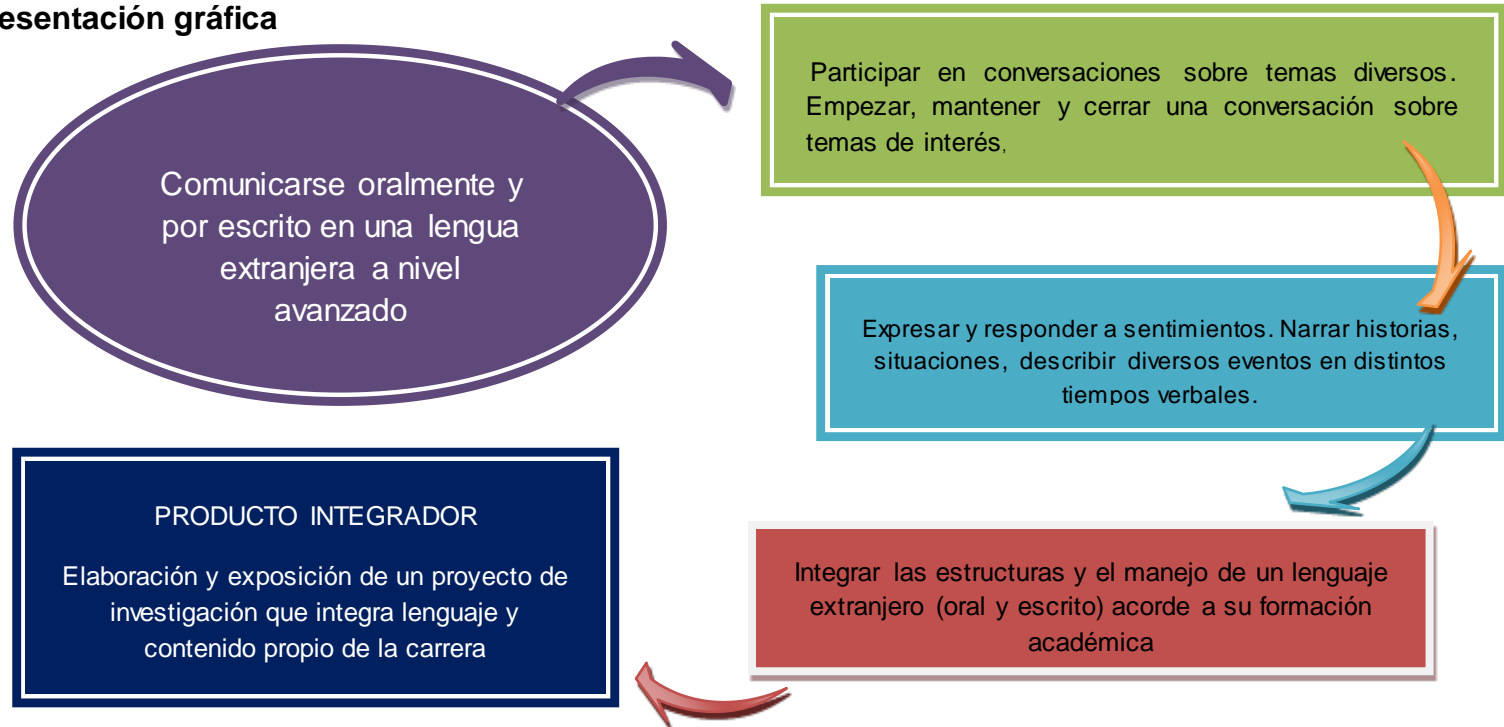 esentación gráfica
Comunicarse oralmente y
por escrito en una lengua
extranjera a nivel
avanzado
Participar en conversaciones sobre temas diversos.
Empezar, mantener y cerrar una conversación sobre
temas de interés,
Expresar y responder a sentimientos. Narrar historias,
situaciones, describir diversos eventos en distintos
tiempos verbales.
Integrar las estructuras y el manejo de un lenguaje
extranjero (oral y escrito) acorde a su formación
académica
PRODUCTO INTEGRADOR
Elaboración y exposición de un proyecto de
investigación que integra lenguaje y
contenido propio de la carrera